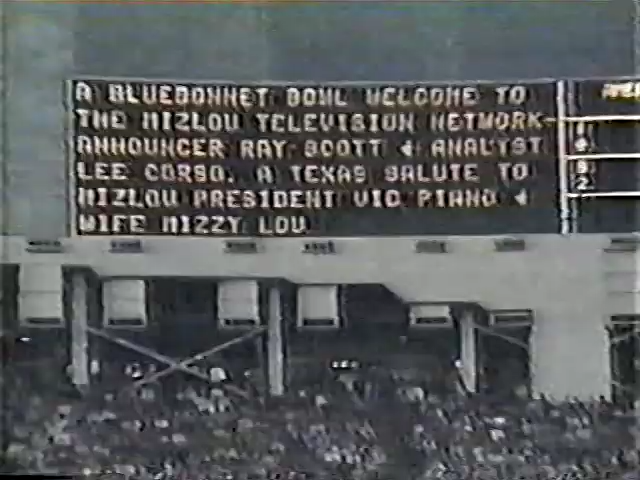 A BLUEBONNET BOWL WELCOME TO
THE MIZLOU TELEVISION NETWORK-
ANNOUNCER RAY SCOTT & ANALYST
LEE CORSO. A TEXAS SALUTE TO
MIZLOU PRESIDENT VIC PIANO &
WIFE MIZZY LOU